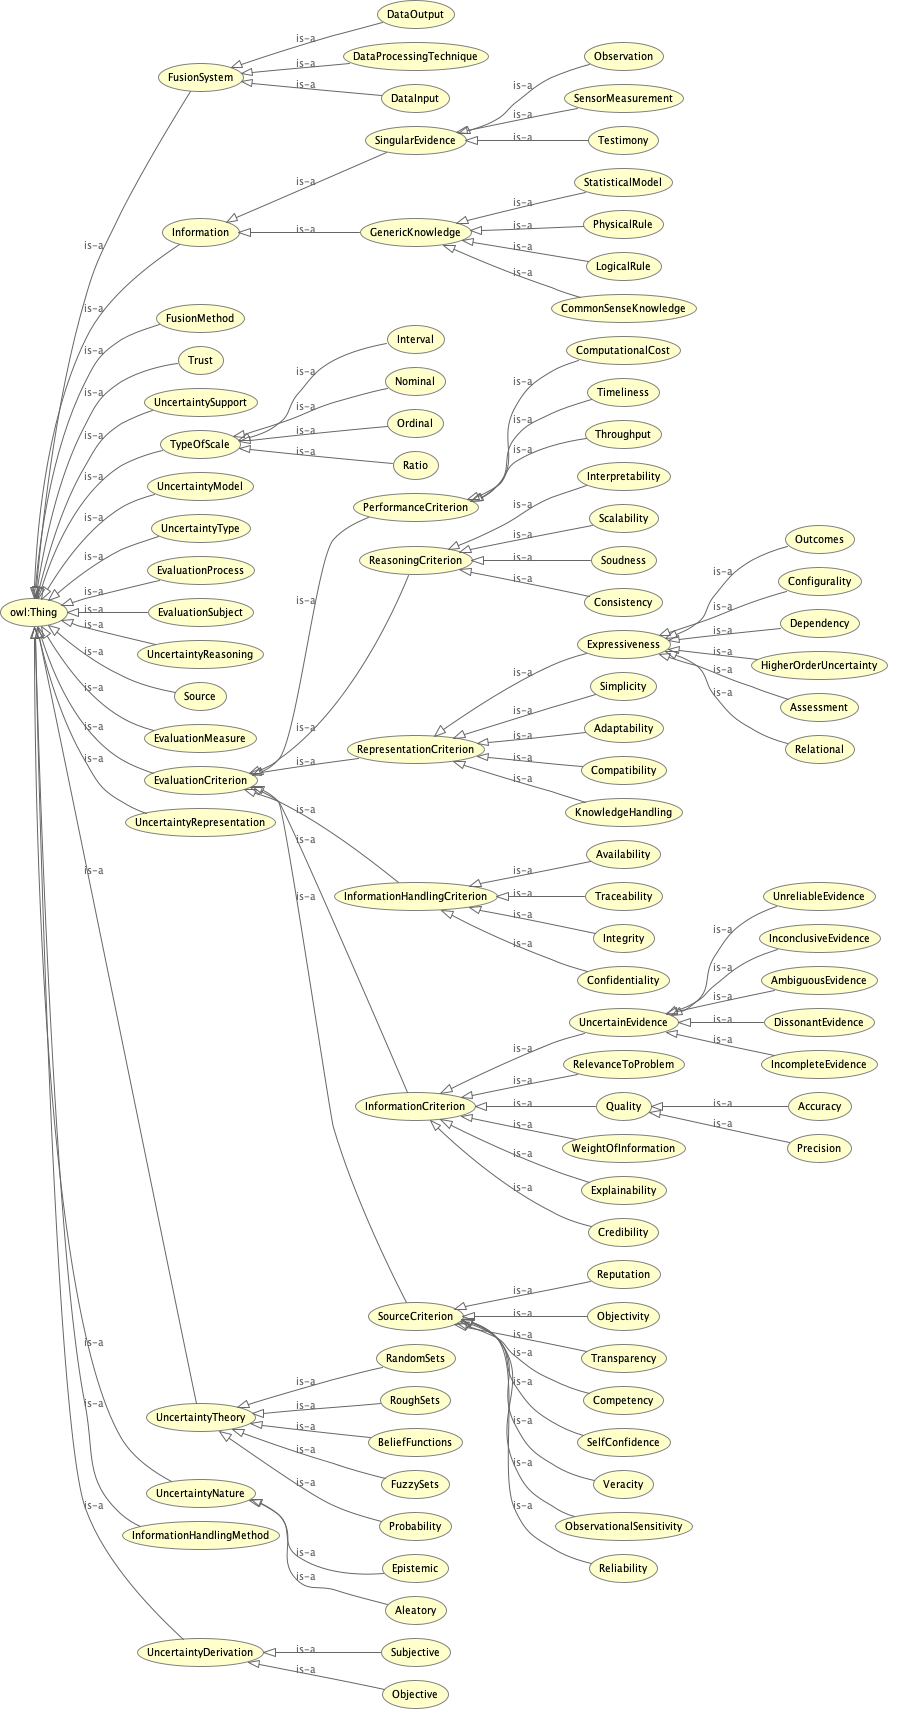 DataOutput
is-a
DataProcessingTechnique
is-a
FusionSystem
is-a
DataInput
Observation
is-a
SensorMeasurement
is-a
SingularEvidence
is-a
Testimony
is-a
StatisticalModel
is-a
PhysicalRule
is-a
Information
is-a
GenericKnowledge
is-a
LogicalRule
is-a
CommonSenseKnowledge
is-a
is-a
FusionMethod
is-a
Trust
is-a
UncertaintySupport
is-a
TypeOfScale
is-a
Interval
is-a
Nominal
is-a
Ordinal
is-a
Ratio
is-a
UncertaintyModel
is-a
UncertaintyType
is-a
EvaluationProcess
is-a
owl:Thing
is-a
EvaluationSubject
is-a
UncertaintyReasoning
Source
is-a
EvaluationMeasure
is-a
EvaluationCriterion
is-a
UncertaintyRepresentation
ComputationalCost
is-a
Timeliness
is-a
Throughput
is-a
PerformanceCriterion
is-a
Interpretability
is-a
Scalability
is-a
ReasoningCriterion
is-a
Soudness
is-a
Consistency
is-a
Outcomes
is-a
Configurality
is-a
Dependency
is-a
Expressiveness
is-a
HigherOrderUncertainty
is-a
Assessment
is-a
Relational
is-a
Simplicity
is-a
Adaptability
is-a
RepresentationCriterion
is-a
Compatibility
is-a
KnowledgeHandling
is-a
is-a
Availability
is-a
InformationHandlingCriterion
is-a
Traceability
is-a
Integrity
is-a
Confidentiality
is-a
is-a
UnreliableEvidence
is-a
InconclusiveEvidence
is-a
AmbiguousEvidence
is-a
UncertainEvidence
is-a
DissonantEvidence
is-a
IncompleteEvidence
is-a
RelevanceToProblem
is-a
InformationCriterion
is-a
Quality
is-a
Accuracy
is-a
Precision
WeightOfInformation
is-a
Explainability
is-a
Credibility
is-a
Reputation
is-a
SourceCriterion
Objectivity
is-a
Transparency
is-a
Competency
is-a
SelfConfidence
is-a
Veracity
is-a
ObservationalSensitivity
is-a
Reliability
is-a
is-a
RandomSets
is-a
RoughSets
is-a
UncertaintyTheory
is-a
BeliefFunctions
is-a
FuzzySets
is-a
Probability
is-a
is-a
UncertaintyNature
InformationHandlingMethod
is-a
Epistemic
is-a
Aleatory
is-a
UncertaintyDerivation
is-a
Subjective
is-a
Objective